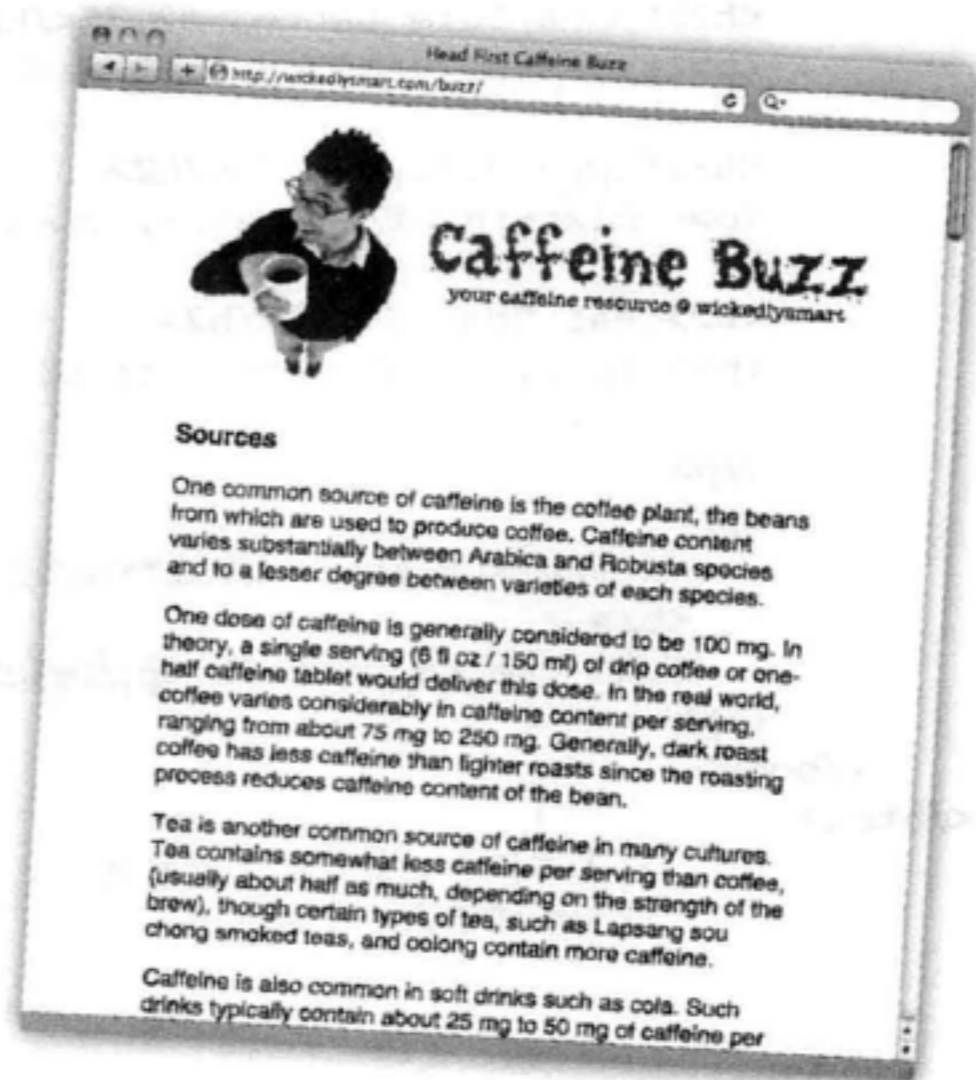 Head First Caffeine Buzz
http://wickedlysmart.com/buzz/
Caffeine Buzz
your caffeine resource @ wickedlysmart
Sources
One common source of caffeine is the coffee plant, the beans
from which are used to produce coffee. Caffeine content
varies substantially between Arabica and Robusta species
and to a lesser degree between varieties of each species.
One dose of caffeine is generally considered to be 100 mg. In
theory, a single serving (6 fl oz / 150 ml) of drip coffee or one-
half caffeine tablet would deliver this dose. In the real world,
coffee varies considerably in caffeine content per serving,
ranging from about 75 mg to 250 mg. Generally, dark roast
coffee has less caffeine than lighter roasts since the roasting
process reduces caffeine content of the bean.
Tea is another common source of caffeine in many cultures.
Tea contains somewhat less caffeine per serving than coffee,
(usually about half as much, depending on the strength of the
brew), though certain types of tea, such as Lapsang sou
chong smoked teas, and oolong contain more caffeine.
Caffeine is also common in soft drinks such as cola. Such
drinks typically contain about 25 mg to 50 mg of caffeine per